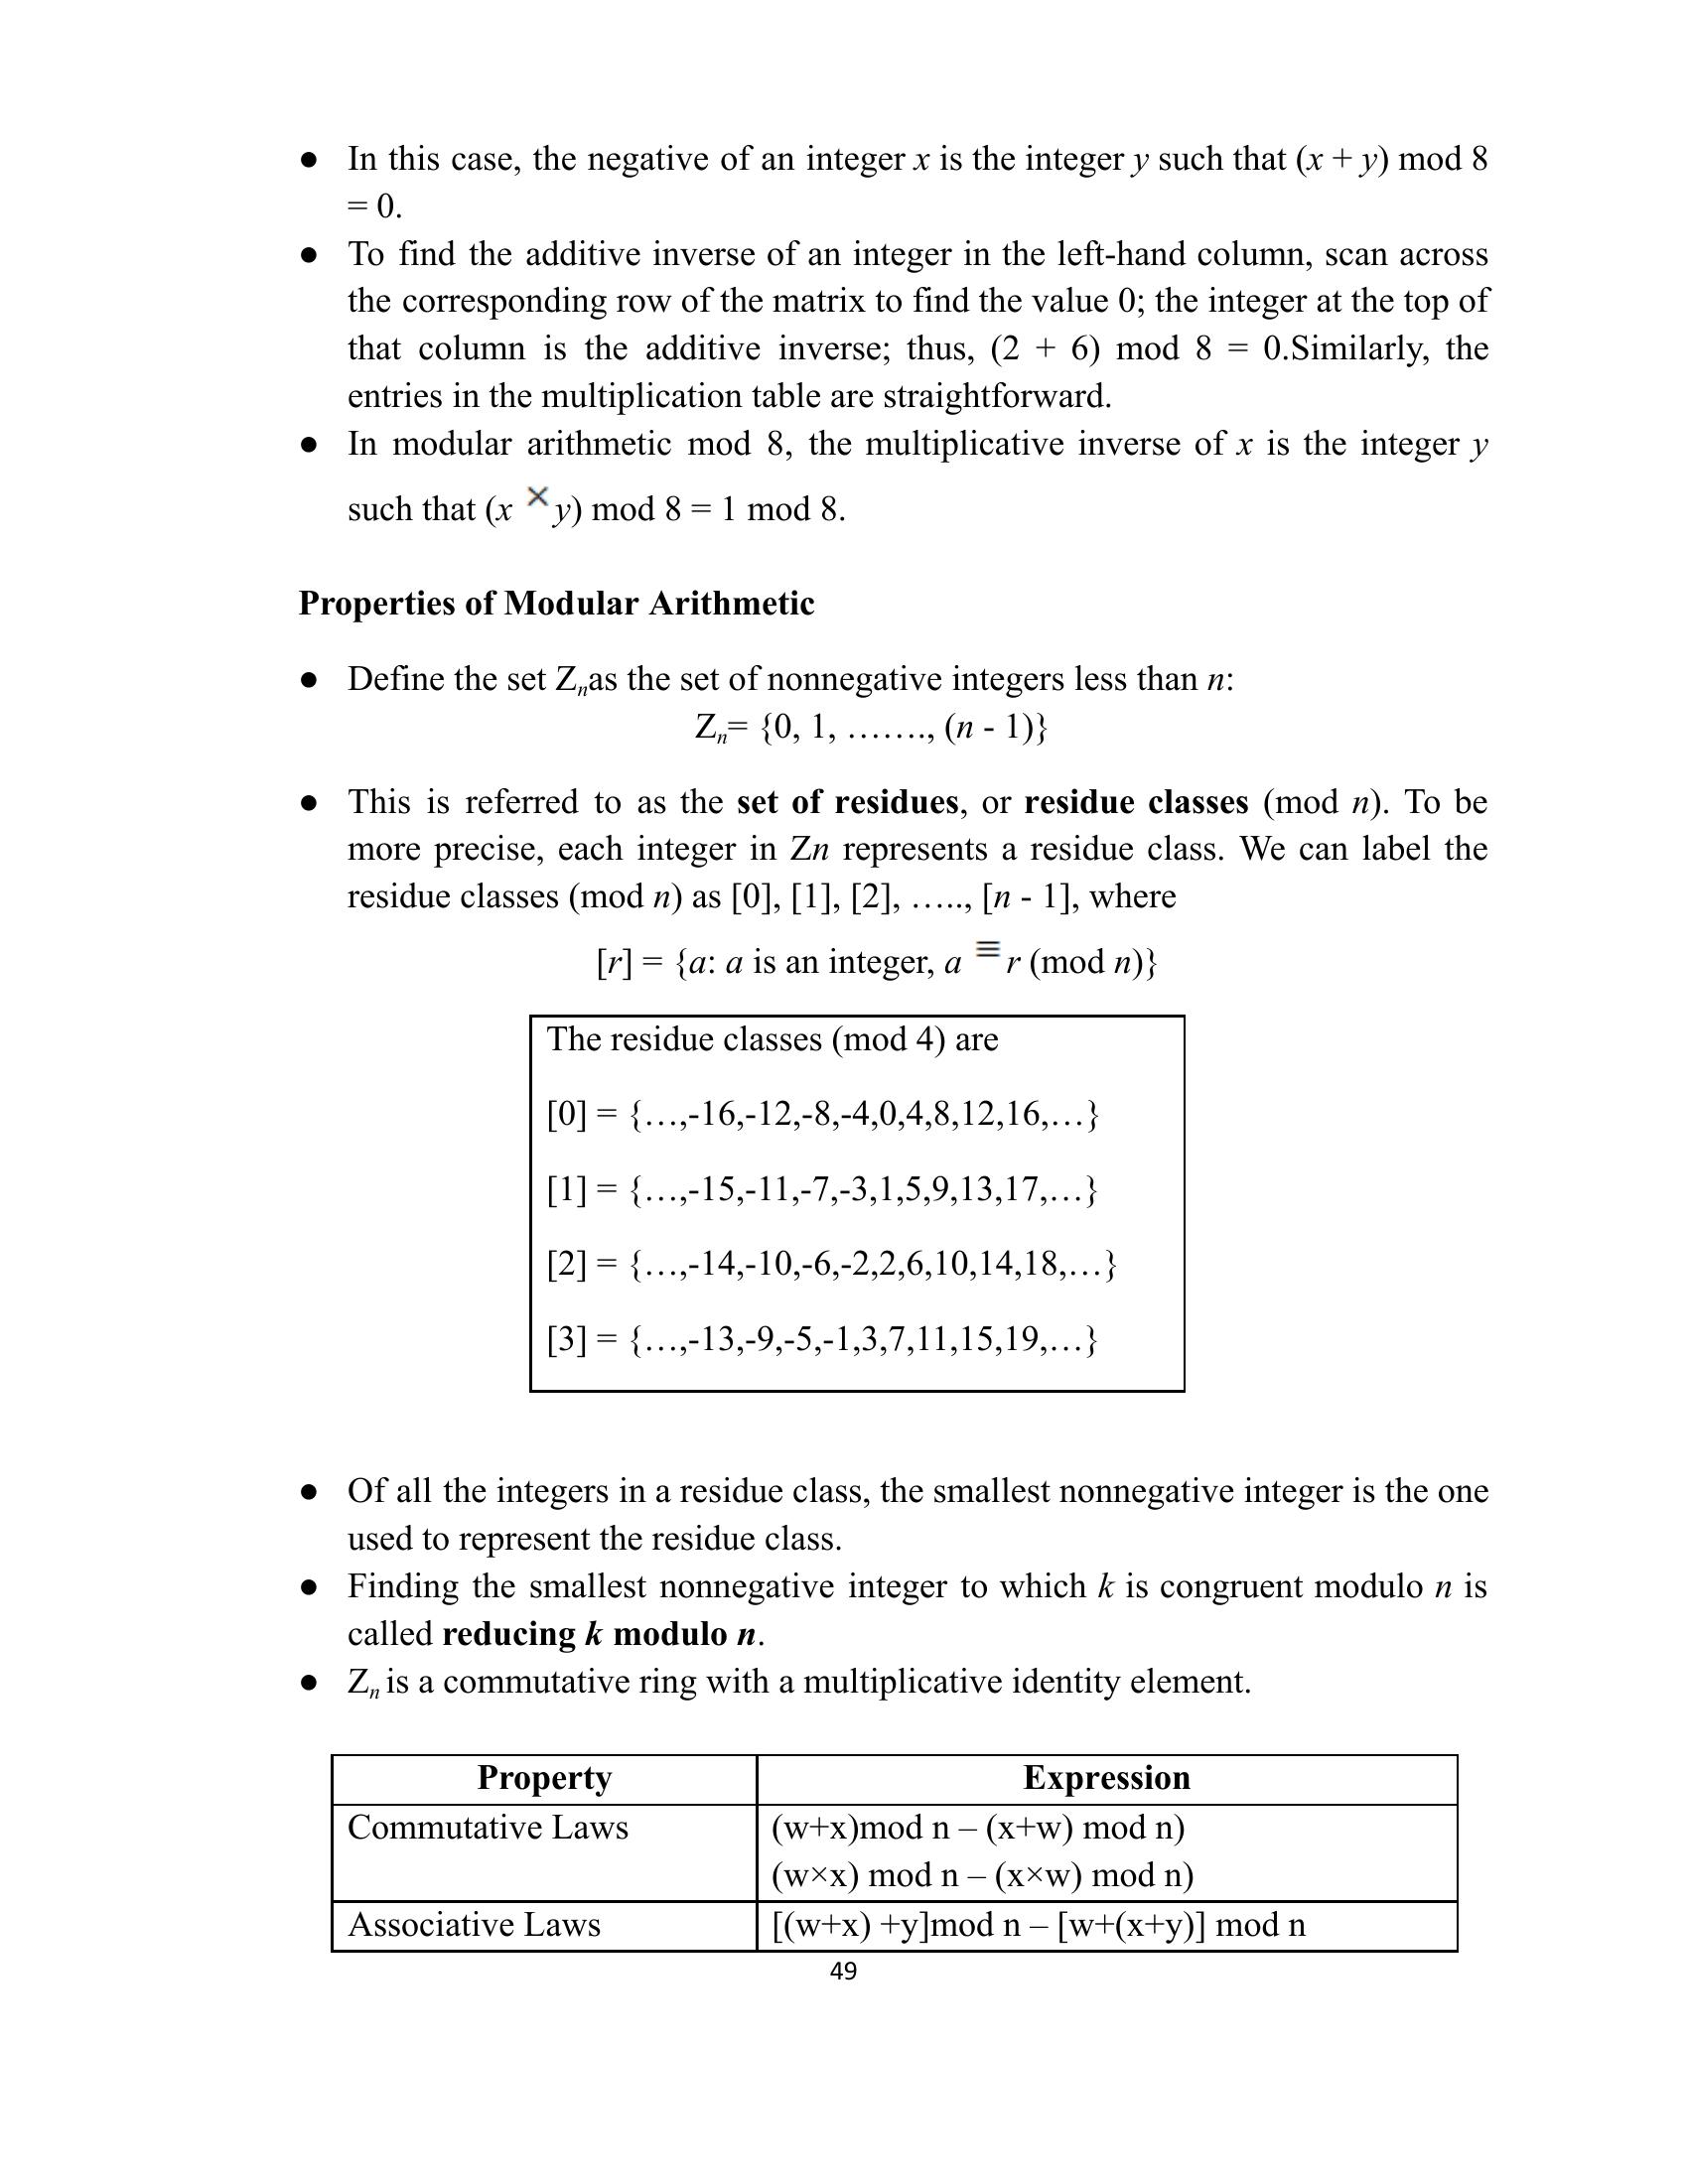 ● In this case, the negative of an integer x is the integer y such that (x + y) mod 8
= 0.
● To find the additive inverse of an integer in the left-hand column, scan across
the corresponding row of the matrix to find the value 0; the integer at the top of
that column is the additive inverse; thus, (2 + 6) mod 8 = 0.Similarly, the
entries in the multiplication table are straightforward.
● In modular arithmetic mod 8, the multiplicative inverse of x is the integer y
such that (x × y) mod 8 = 1 mod 8.
Properties of Modular Arithmetic
● Define the set Zₙas the set of nonnegative integers less than n:
Zₙ= {0, 1, ……., (n - 1)}
● This is referred to as the set of residues, or residue classes (mod n). To be
more precise, each integer in Zn represents a residue class. We can label the
residue classes (mod n) as [0], [1], [2], ….., [n - 1], where
[r] = {a: a is an integer, a ≡ r (mod n)}
The residue classes (mod 4) are
[0] = {…,-16,-12,-8,-4,0,4,8,12,16,…}
[1] = {…,-15,-11,-7,-3,1,5,9,13,17,…}
[2] = {…,-14,-10,-6,-2,2,6,10,14,18,…}
[3] = {…,-13,-9,-5,-1,3,7,11,15,19,…}
● Of all the integers in a residue class, the smallest nonnegative integer is the one
used to represent the residue class.
● Finding the smallest nonnegative integer to which k is congruent modulo n is
called reducing k modulo n.
● Zₙ is a commutative ring with a multiplicative identity element.
Property Expression
Commutative Laws (w+x)mod n – (x+w) mod n)
(w×x) mod n – (x×w) mod n)
Associative Laws [(w+x) +y]mod n – [w+(x+y)] mod n
49